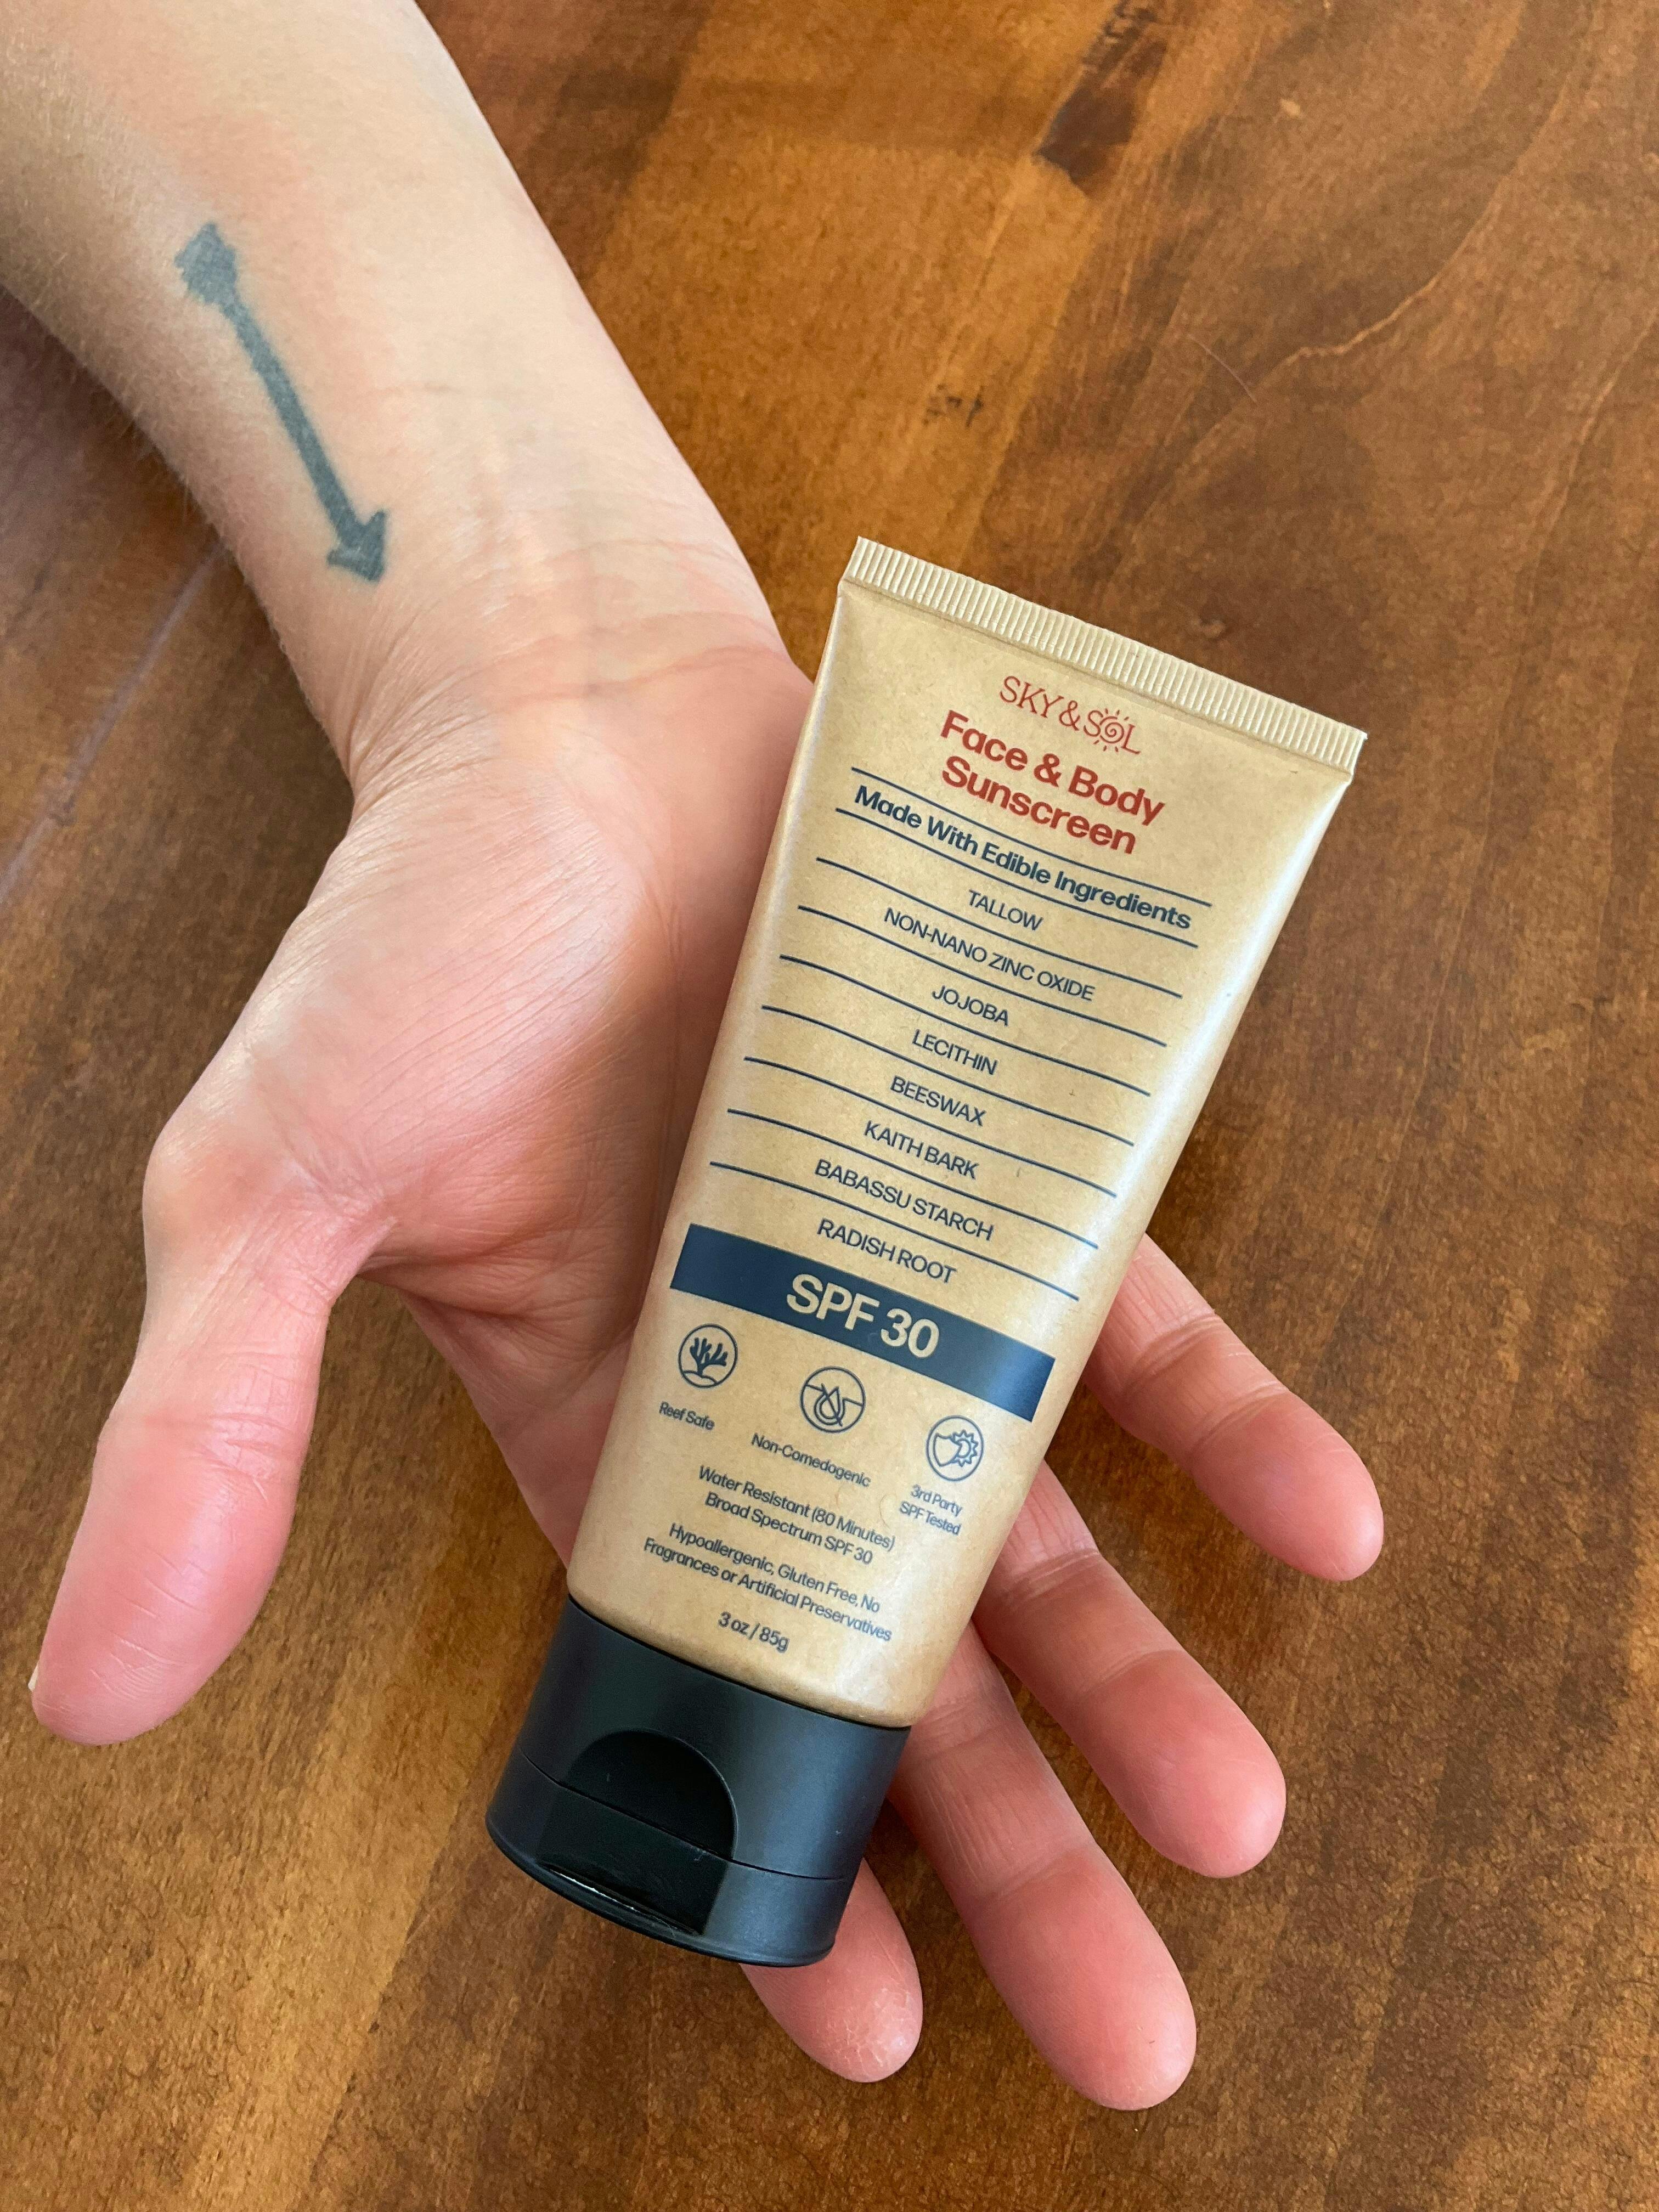 SKY & SOL
Face & Body
Sunscreen
Made With Edible Ingredients
TALLOW
NON-NANO ZINC OXIDE
JOJOBA
LECITHIN
BEESWAX
KAITH BARK
BABASSU STARCH
RADISH ROOT
SPF 30
Reef Safe
Non-Comedogenic
3rd Party
SPF Tested
Water Resistant (80 Minutes)
Broad Spectrum SPF 30
Hypoallergenic, Gluten Free, No
Fragrances or Artificial Preservatives
3 oz / 85g